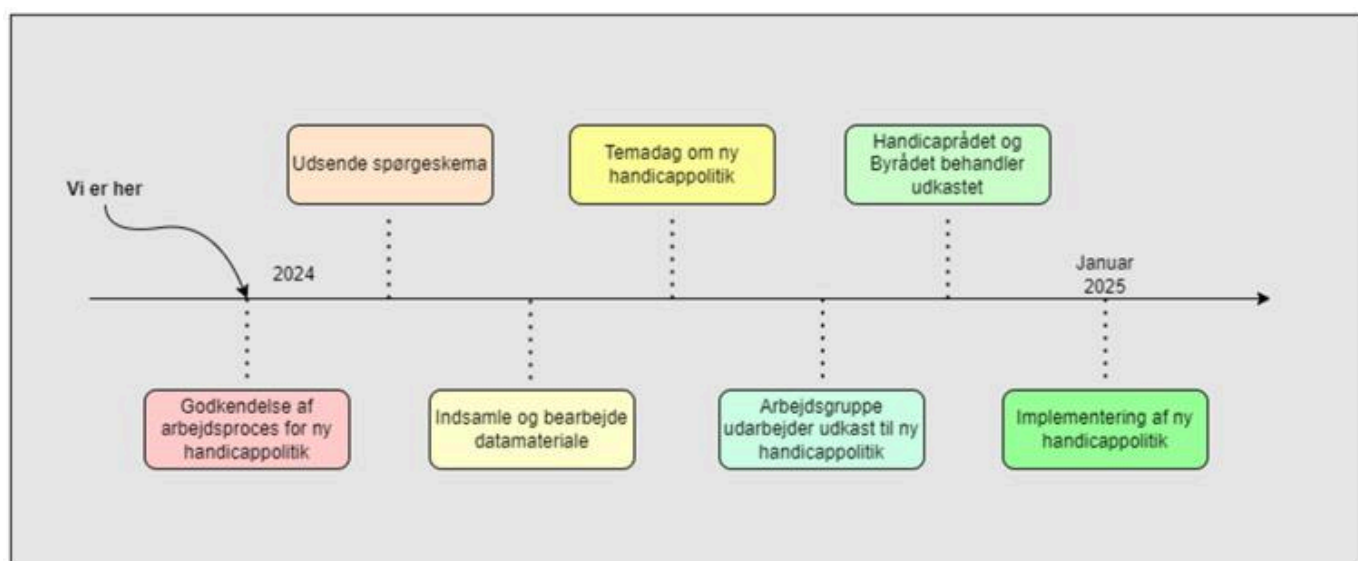 Udsende spørgeskema
Temadag om ny
handicappolitik
Handicaprådet og
Byrådet behandler
udkastet
Vi er her
2024
Januar
2025
Godkendelse af
arbejdsproces for ny
handicappolitik
Indsamle og bearbejde
datamateriale
Arbejdsgruppe
udarbejder udkast til ny
handicappolitik
Implementering af ny
handicappolitik